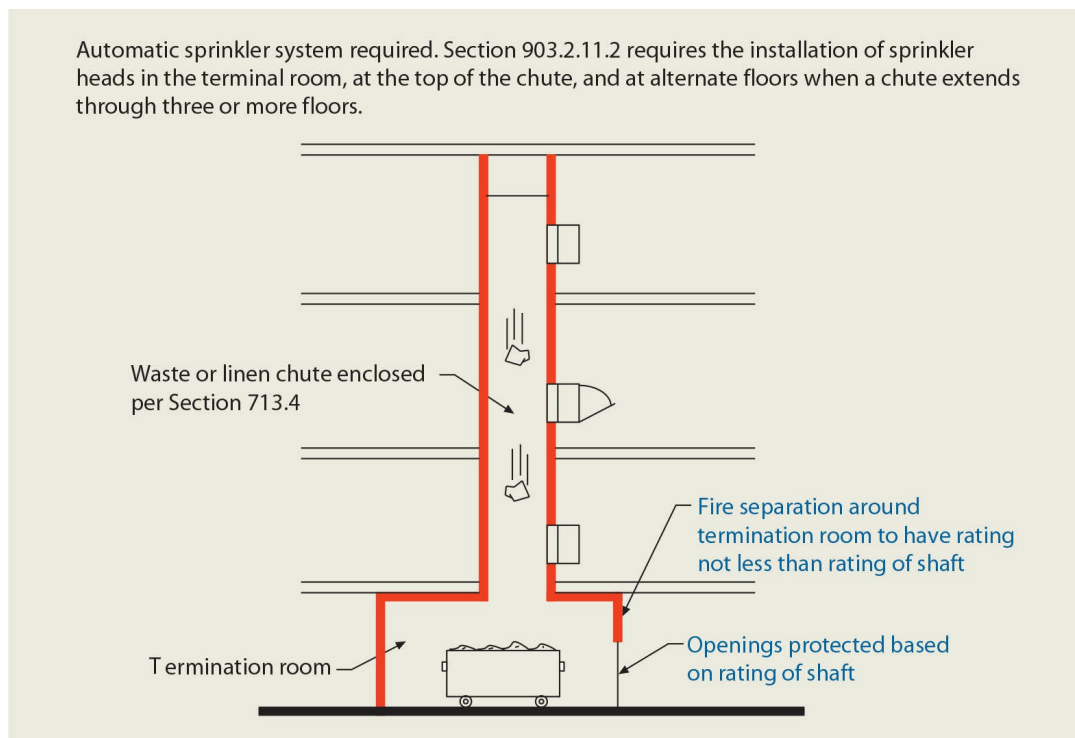 Automatic sprinkler system required. Section 903.2.11.2 requires the installation of sprinkler
heads in the terminal room, at the top of the chute, and at alternate floors when a chute extends
through three or more floors.
Waste or linen chute enclosed
per Section 713.4
Fire separation around
termination room to have rating
not less than rating of shaft
Termination room
Openings protected based
on rating of shaft